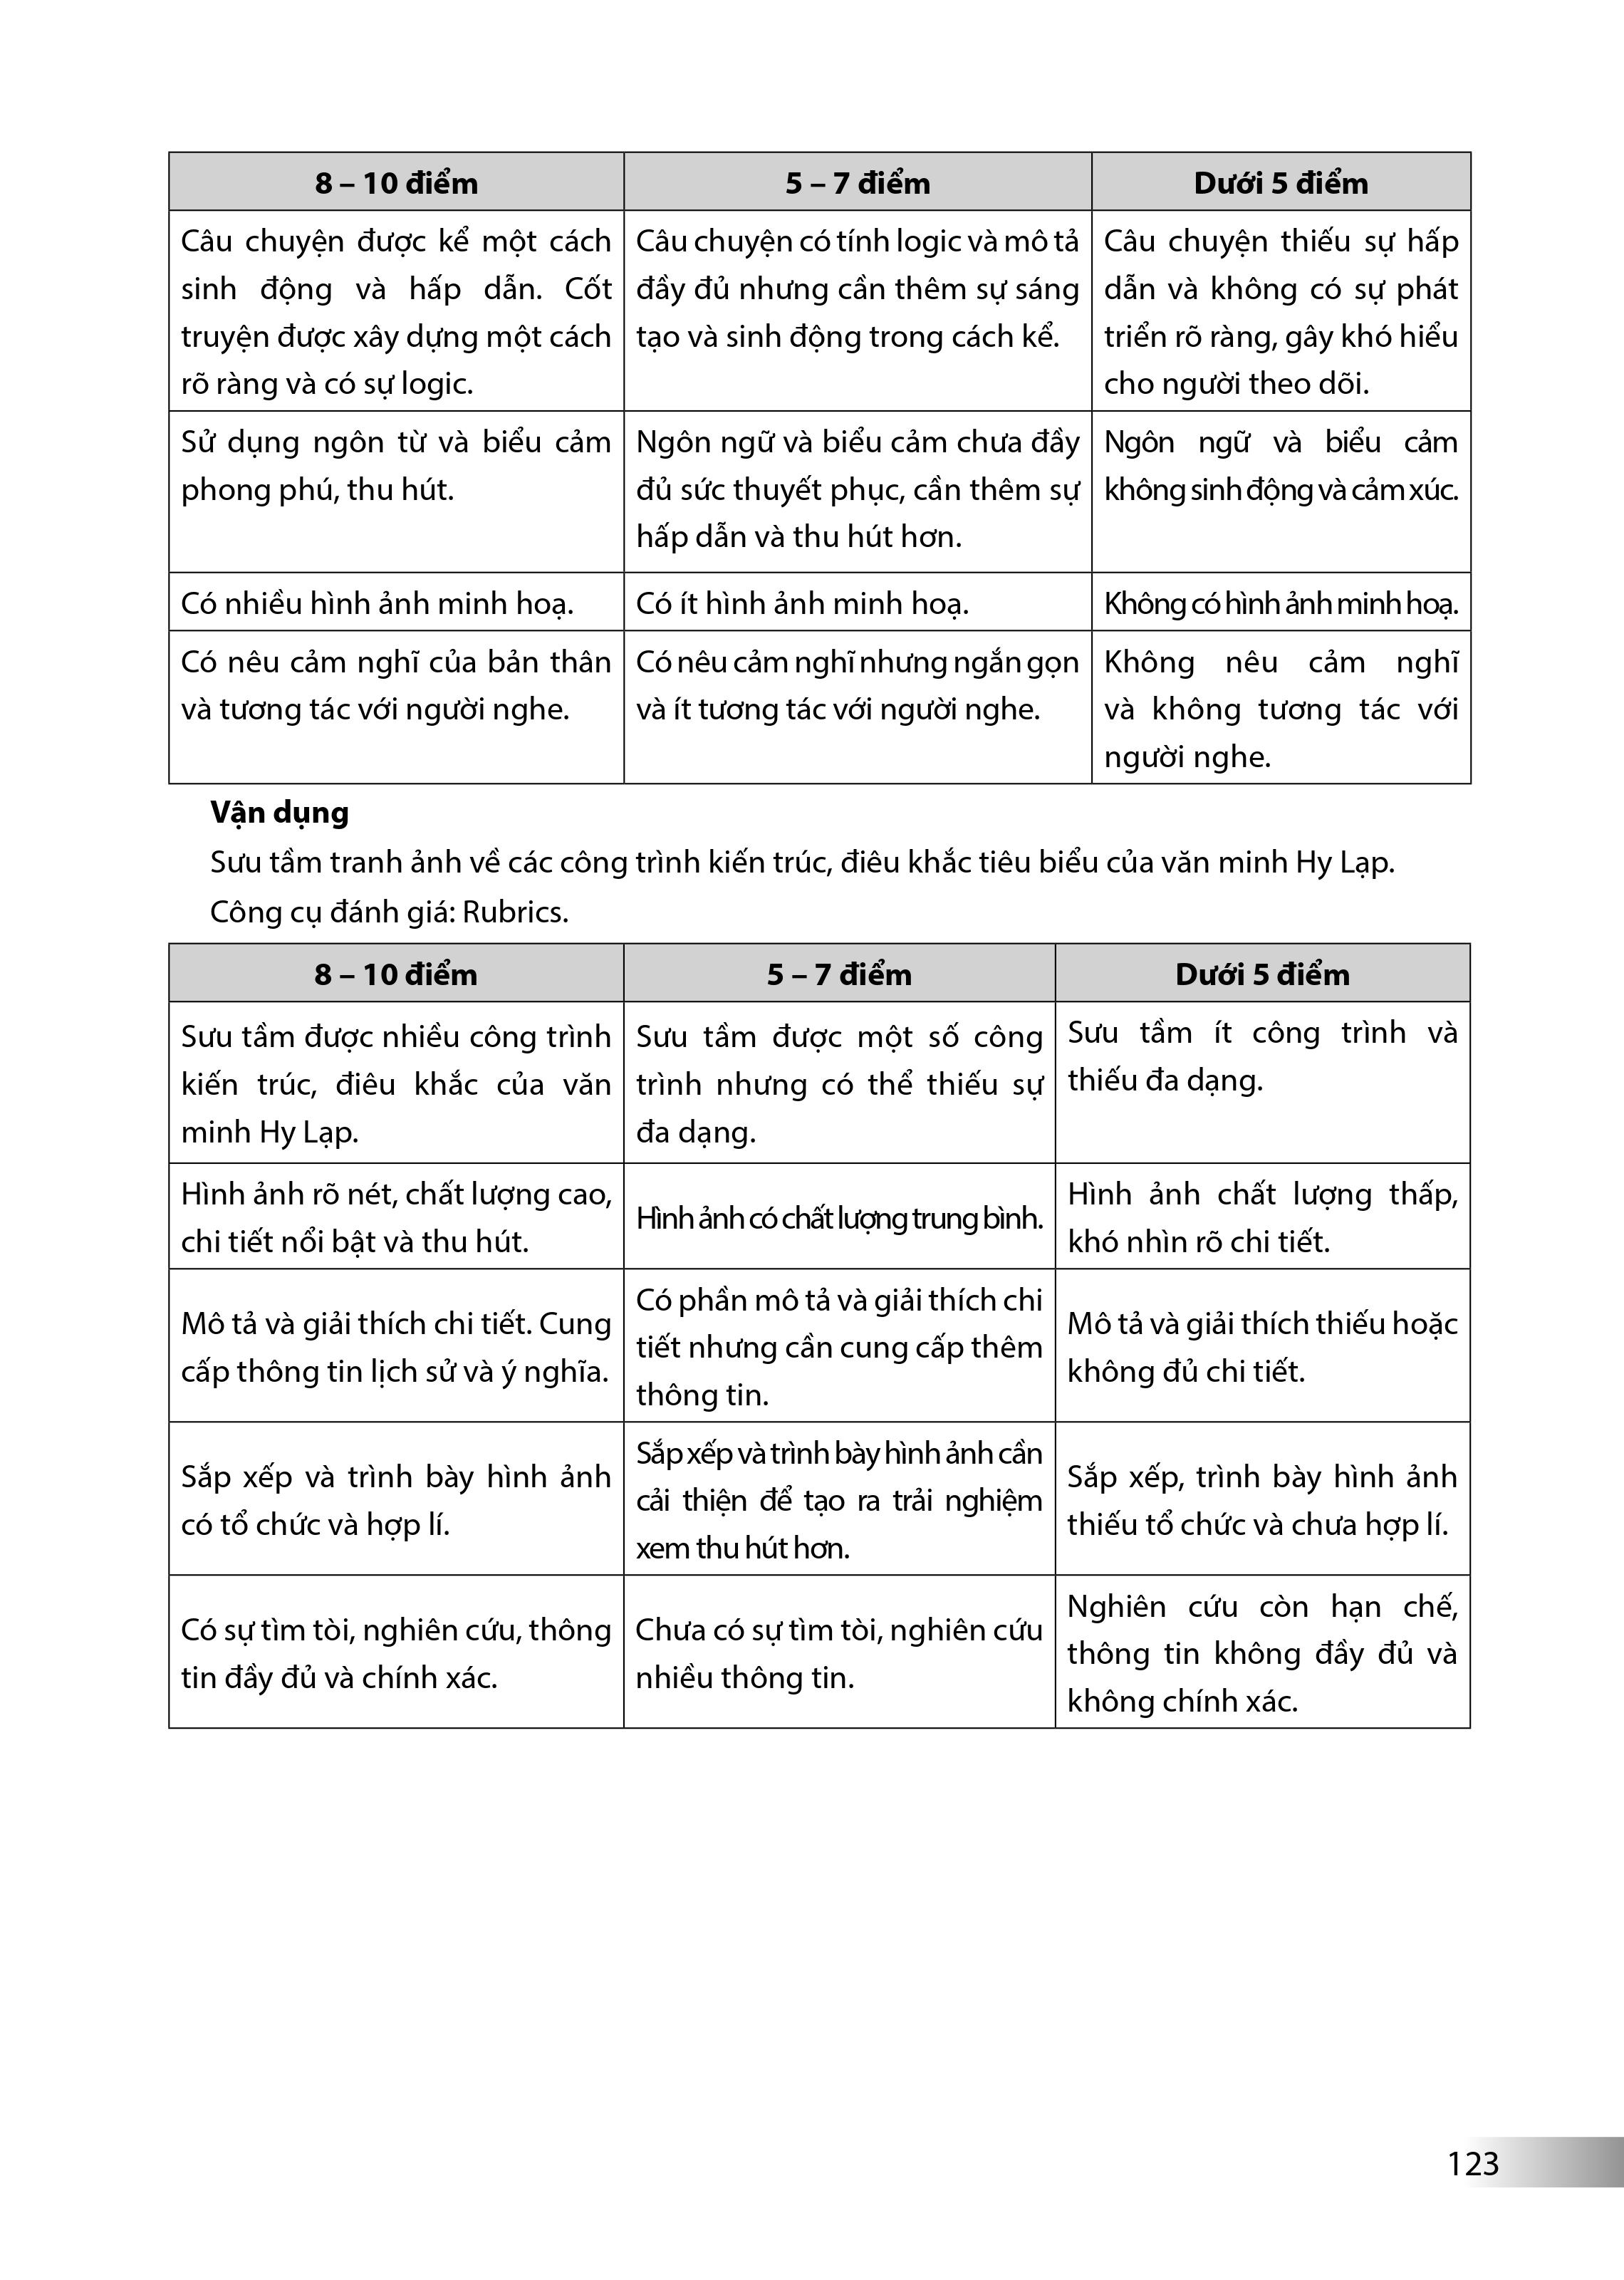 8 – 10 điểm
5 – 7 điểm
Dưới 5 điểm
Câu chuyện được kể một cách
sinh động và hấp dẫn. Cốt
truyện được xây dựng một cách
rõ ràng và có sự logic.
Câu chuyện có tính logic và mô tả
đầy đủ nhưng cần thêm sự sáng
tạo và sinh động trong cách kể.
Câu chuyện thiếu sự hấp
dẫn và không có sự phát
triển rõ ràng, gây khó hiểu
cho người theo dõi.
Sử dụng ngôn từ và biểu cảm
phong phú, thu hút.
Ngôn ngữ và biểu cảm chưa đầy
đủ sức thuyết phục, cần thêm sự
hấp dẫn và thu hút hơn.
Ngôn ngữ và biểu cảm
không sinh động và cảm xúc.
Có nhiều hình ảnh minh hoạ.
Có ít hình ảnh minh hoạ.
Không có hình ảnh minh hoạ.
Có nêu cảm nghĩ của bản thân
và tương tác với người nghe.
Có nêu cảm nghĩ nhưng ngắn gọn
và ít tương tác với người nghe.
Không nêu cảm nghĩ
và không tương tác với
người nghe.
Vận dụng
Sưu tầm tranh ảnh về các công trình kiến trúc, điêu khắc tiêu biểu của văn minh Hy Lạp.
Công cụ đánh giá: Rubrics.
8 – 10 điểm
5 – 7 điểm
Dưới 5 điểm
Sưu tầm được nhiều công trình
kiến trúc, điêu khắc của văn
minh Hy Lạp.
Sưu tầm được một số công
trình nhưng có thể thiếu sự
đa dạng.
Sưu tầm ít công trình và
thiếu đa dạng.
Hình ảnh rõ nét, chất lượng cao,
chi tiết nổi bật và thu hút.
Hình ảnh có chất lượng trung bình.
Hình ảnh chất lượng thấp,
khó nhìn rõ chi tiết.
Mô tả và giải thích chi tiết. Cung
cấp thông tin lịch sử và ý nghĩa.
Có phần mô tả và giải thích chi
tiết nhưng cần cung cấp thêm
thông tin.
Mô tả và giải thích thiếu hoặc
không đủ chi tiết.
Sắp xếp và trình bày hình ảnh
có tổ chức và hợp lí.
Sắp xếp và trình bày hình ảnh cần
cải thiện để tạo ra trải nghiệm
xem thu hút hơn.
Sắp xếp, trình bày hình ảnh
thiếu tổ chức và chưa hợp lí.
Có sự tìm tòi, nghiên cứu, thông
tin đầy đủ và chính xác.
Chưa có sự tìm tòi, nghiên cứu
nhiều thông tin.
Nghiên cứu còn hạn chế,
thông tin không đầy đủ và
không chính xác.
123